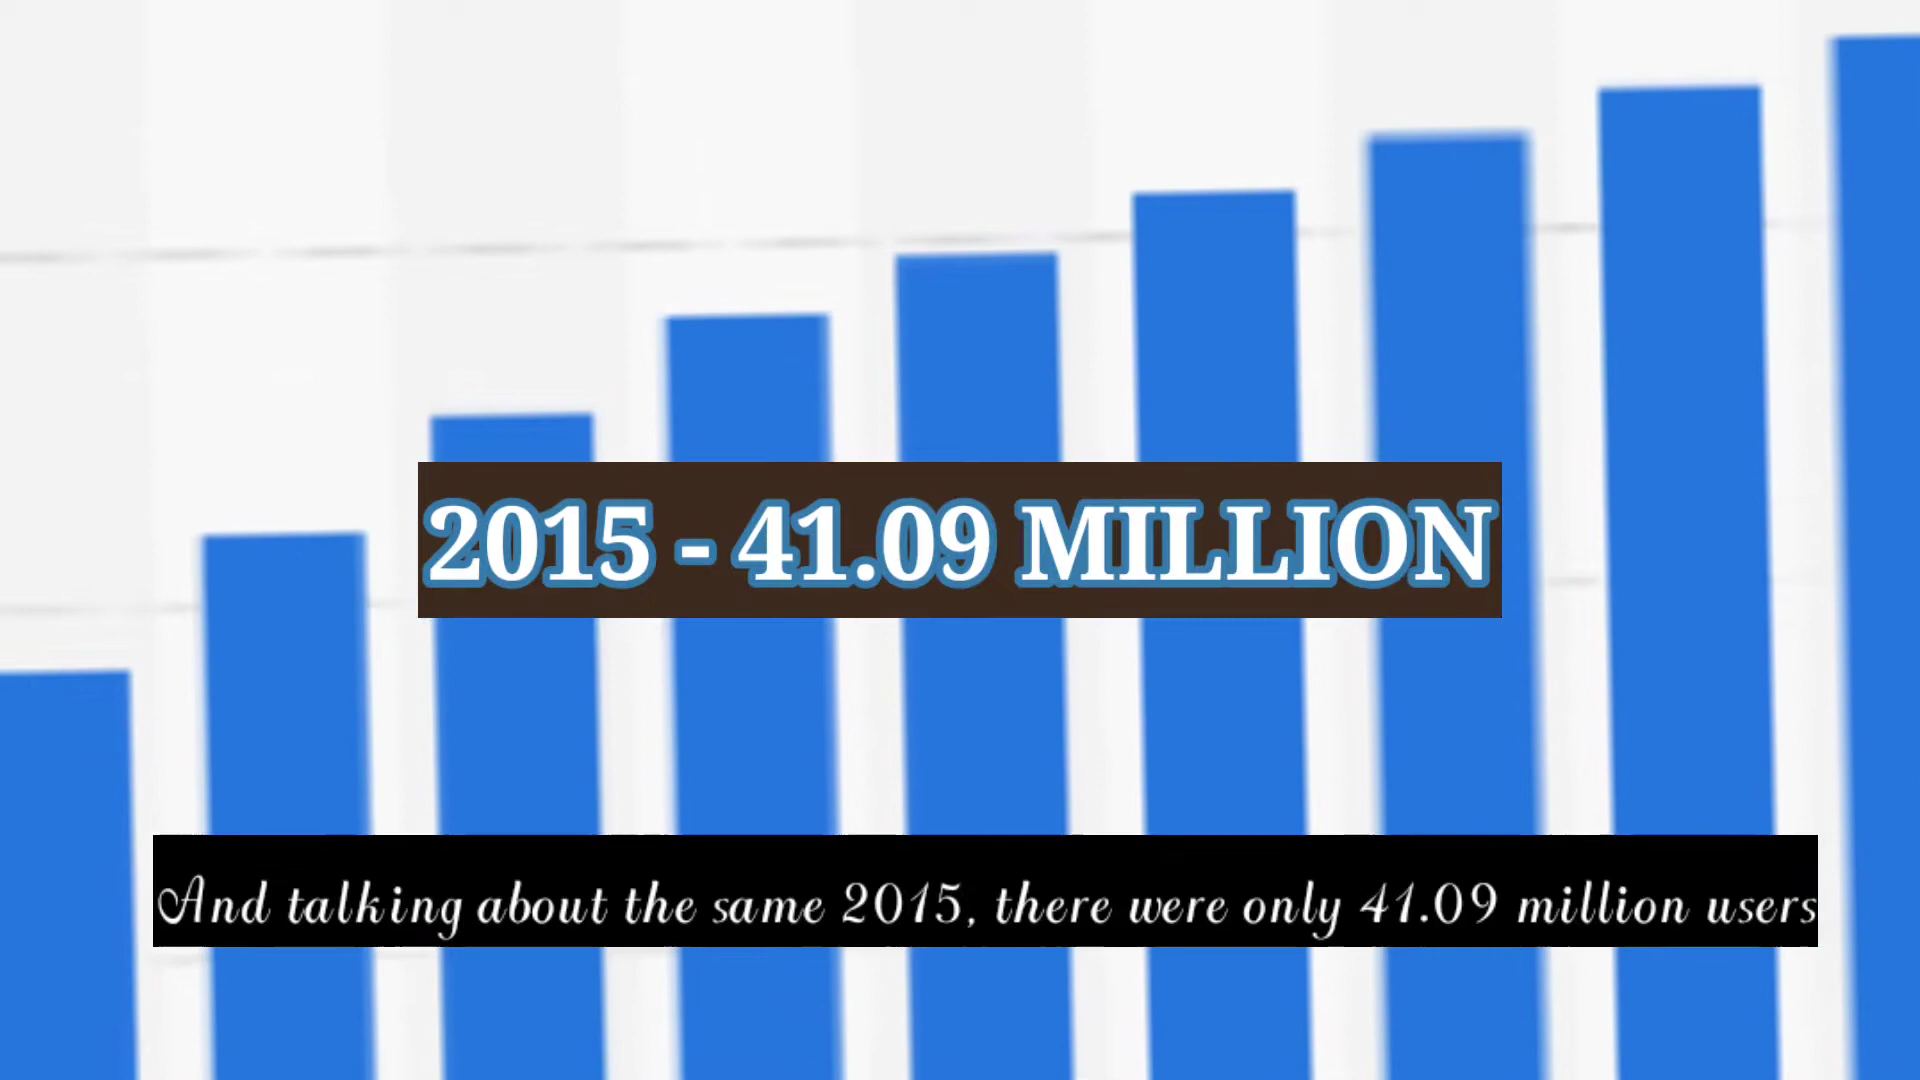 2015 - 41.09 MILLION
And talking about the same 2015, there were only 41.09 million users